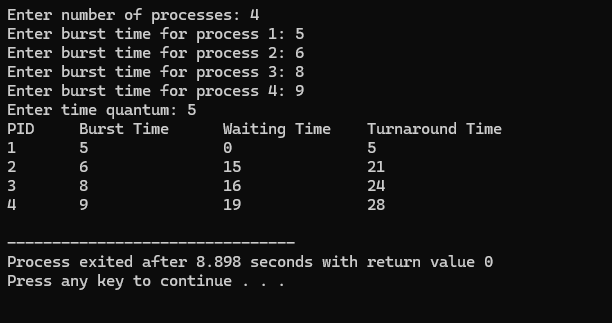 Enter number of processes: 4
Enter burst time for process 1: 5
Enter burst time for process 2: 6
Enter burst time for process 3: 8
Enter burst time for process 4: 9
Enter time quantum: 5
PID Burst Time Waiting Time Turnaround Time
1 5 0 5
2 6 15 21
3 8 16 24
4 9 19 28
--------------------------------
Process exited after 8.898 seconds with return value 0
Press any key to continue . . .